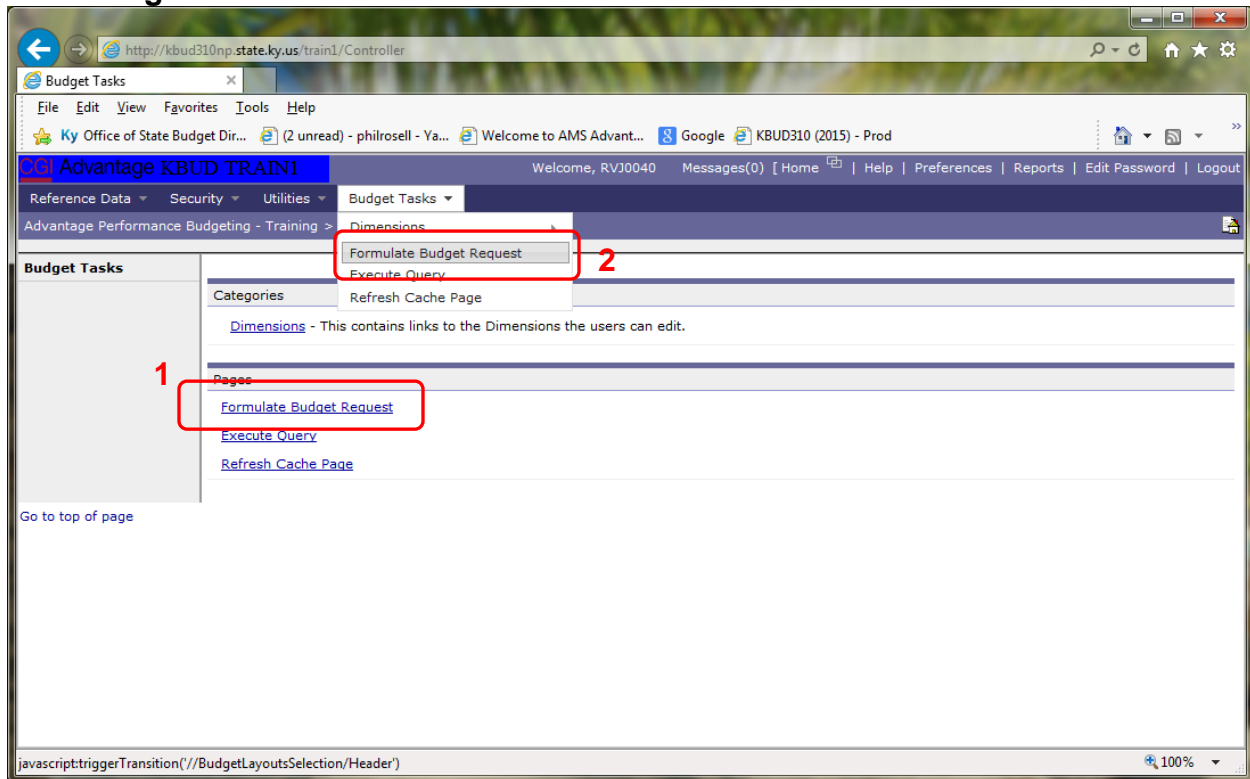 http://kbud310np.state.ky.us/train1/Controller
Budget Tasks
File Edit View Favorites Tools Help
Ky Office of State Budget Dir... (2 unread) - philrosell - Ya... Welcome to AMS Advant... Google KBUD310 (2015) - Prod
CGI Advantage KBUD TRAIN1 Welcome, RVJ0040 Messages(0) [ Home | Help | Preferences | Reports | Edit Password | Logout
Reference Data Security Utilities Budget Tasks
Advantage Performance Budgeting - Training > Dimensions
Formulate Budget Request 2
Budget Tasks
Execute Query
Categories Refresh Cache Page
Dimensions - This contains links to the Dimensions the users can edit.
1
Pages
Formulate Budget Request
Execute Query
Refresh Cache Page
Go to top of page
javascript:triggerTransition('//BudgetLayoutsSelection/Header') 100%